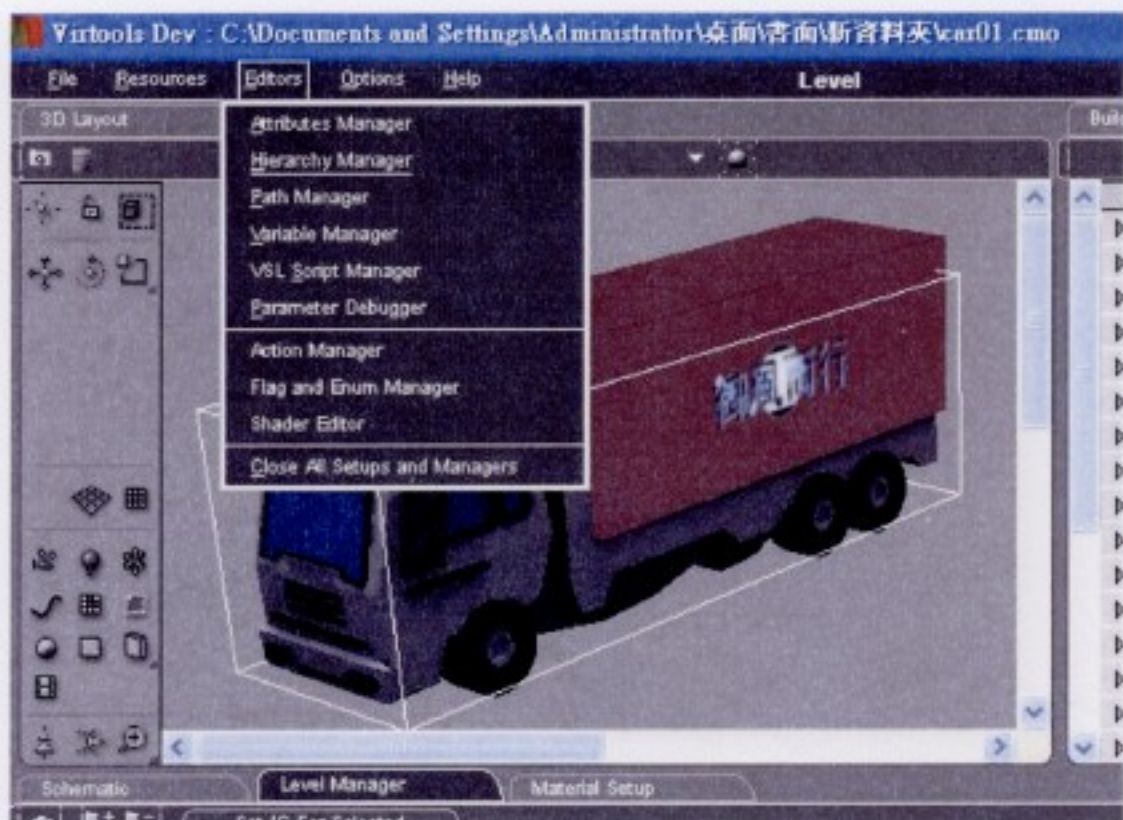 Virtools Dev : C:\Documents and Settings\Administrator\桌面\書面\新資料夾\car01.cmo
File Resources Editors Options Help Level
3D Layout
Attributes Manager
Hierarchy Manager
Path Manager
Variable Manager
VSL Script Manager
Parameter Debugger
Action Manager
Flag and Enum Manager
Shader Editor
Close All Setups and Managers
Schematic Level Manager Material Setup